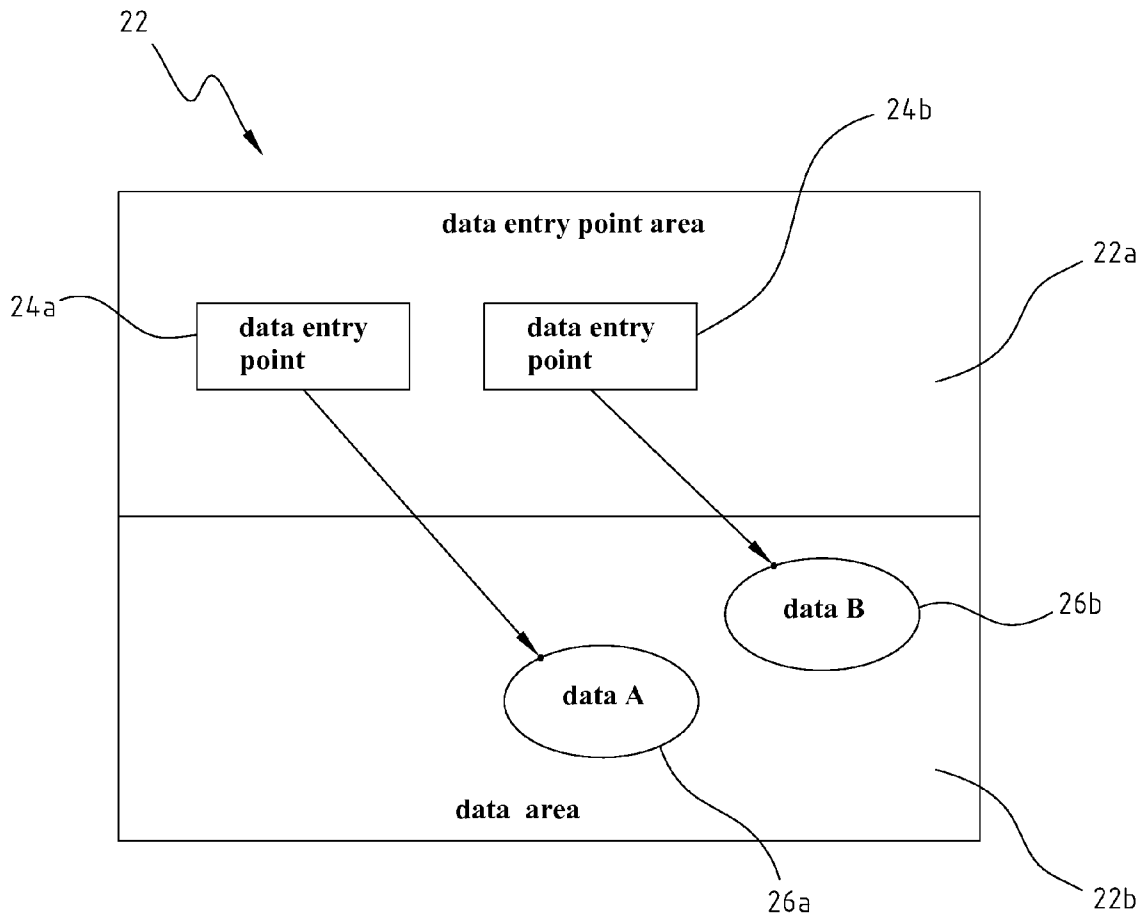 22
24b
data entry point area
22a
24a
data entry
point
data entry
point
data B
26b
data A
data area
26a
22b